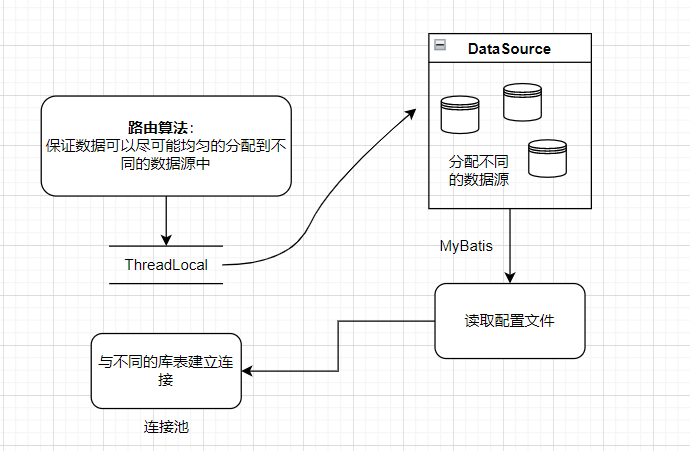 路由算法:
保证数据可以尽可能均匀的分配到不
同的数据源中
ThreadLocal
DataSource
分配不同
的数据源
MyBatis
读取配置文件
与不同的库表建立连
接
连接池